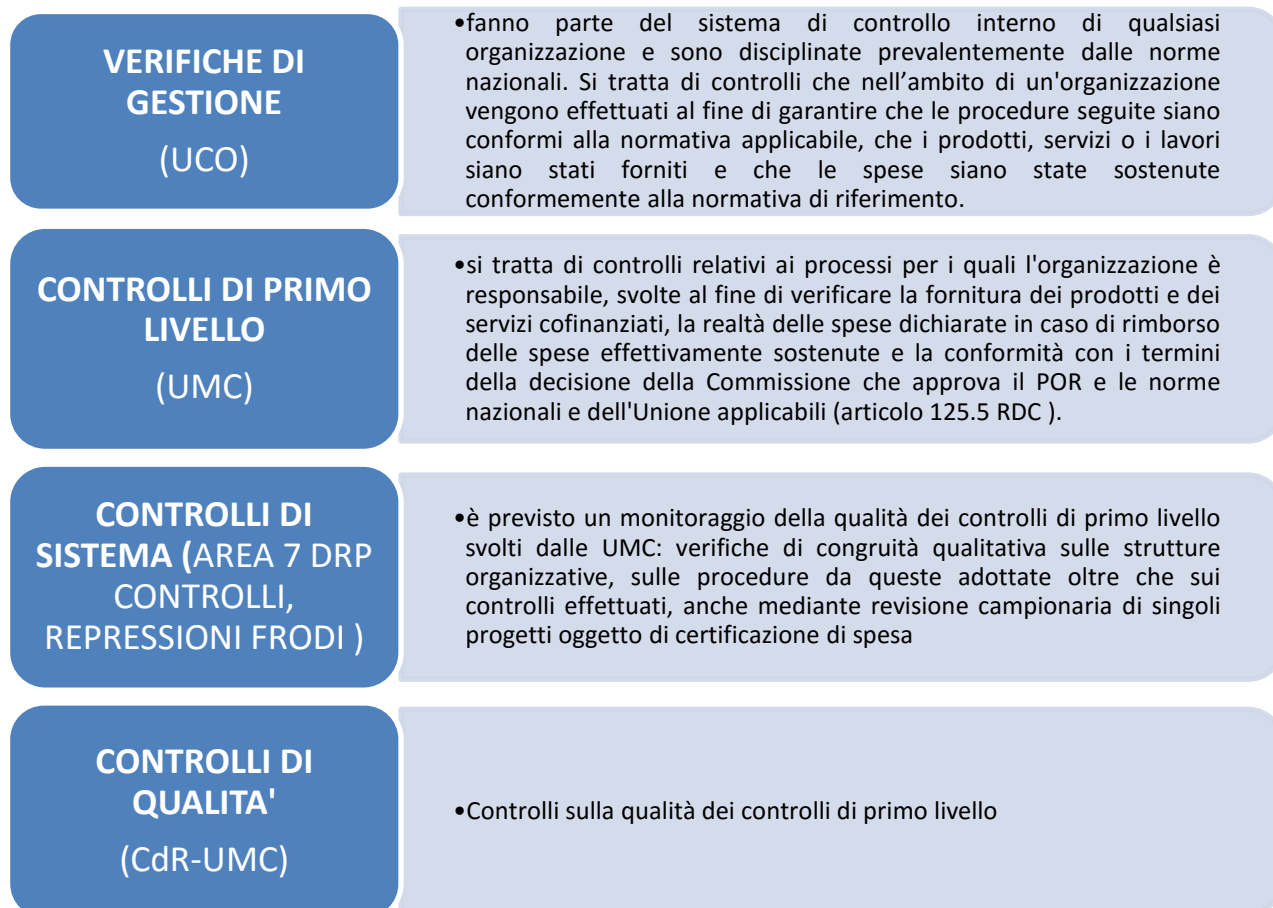 VERIFICHE DI
GESTIONE
(UCO)
•fanno parte del sistema di controllo interno di qualsiasi
organizzazione e sono disciplinate prevalentemente dalle norme
nazionali. Si tratta di controlli che nell’ambito di un'organizzazione
vengono effettuati al fine di garantire che le procedure seguite siano
conformi alla normativa applicabile, che i prodotti, servizi o i lavori
siano stati forniti e che le spese siano state sostenute
conformemente alla normativa di riferimento.
CONTROLLI DI PRIMO
LIVELLO
(UMC)
•si tratta di controlli relativi ai processi per i quali l'organizzazione è
responsabile, svolte al fine di verificare la fornitura dei prodotti e dei
servizi cofinanziati, la realtà delle spese dichiarate in caso di rimborso
delle spese effettivamente sostenute e la conformità con i termini
della decisione della Commissione che approva il POR e le norme
nazionali e dell'Unione applicabili (articolo 125.5 RDC ).
CONTROLLI DI
SISTEMA (AREA 7 DRP
CONTROLLI,
REPRESSIONI FRODI )
•è previsto un monitoraggio della qualità dei controlli di primo livello
svolti dalle UMC: verifiche di congruità qualitativa sulle strutture
organizzative, sulle procedure da queste adottate oltre che sui
controlli effettuati, anche mediante revisione campionaria di singoli
progetti oggetto di certificazione di spesa
CONTROLLI DI
QUALITA'
(CdR-UMC)
•Controlli sulla qualità dei controlli di primo livello